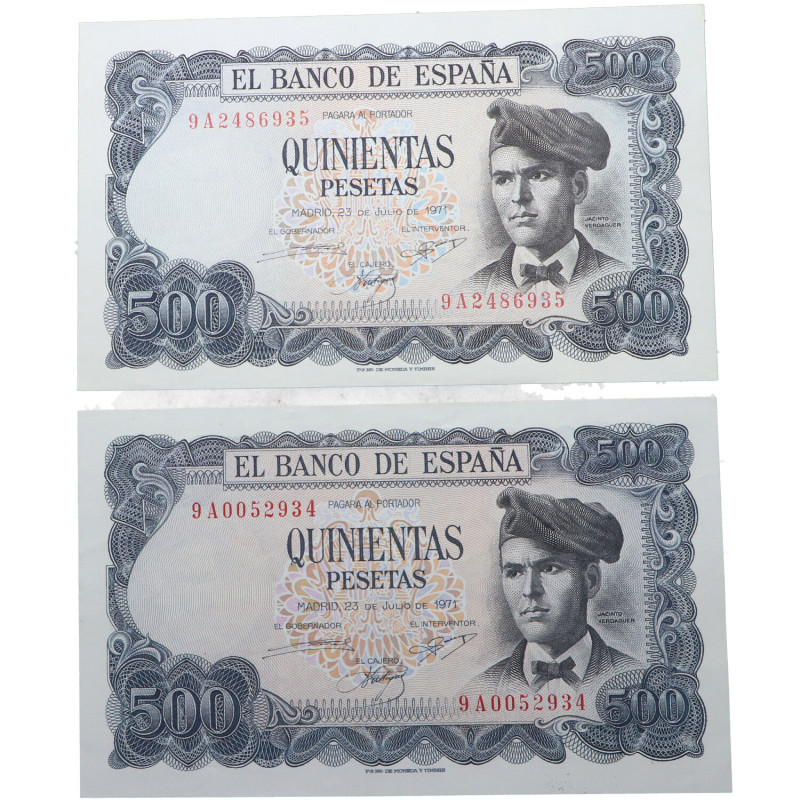 500
EL BANCO DE ESPAÑA
9A2486935 PAGARA AL PORTADOR
QUINIENTAS
PESETAS
MADRID, 23 DE JULIO DE 1971
JACINTO
VERDAGUER
EL GOBERNADOR EL INTERVENTOR
EL CAJERO
9A2486935
500 500
500
EL BANCO DE ESPAÑA
9A0052934 PAGARA AL PORTADOR
QUINIENTAS
PESETAS
MADRID, 23 DE JULIO DE 1971
JACINTO
VERDAGUER
EL GOBERNADOR EL INTERVENTOR
EL CAJERO
9A0052934
500 500